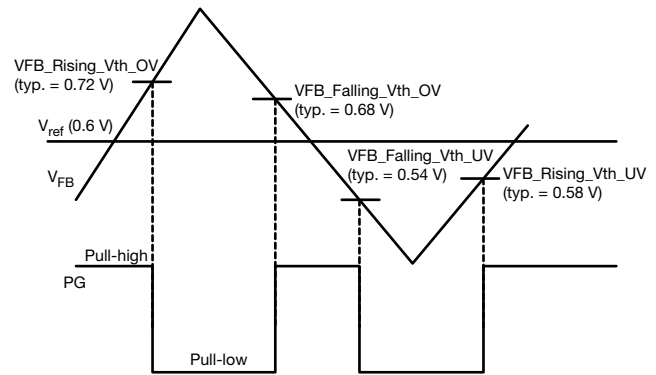 VFB_Rising_Vth_OV
(typ. = 0.72 V)
VFB_Falling_Vth_OV
(typ. = 0.68 V)
Vref (0.6 V)
VFB_Falling_Vth_UV
(typ. = 0.54 V)
VFB_Rising_Vth_UV
(typ. = 0.58 V)
VFB
Pull-high
PG
Pull-low